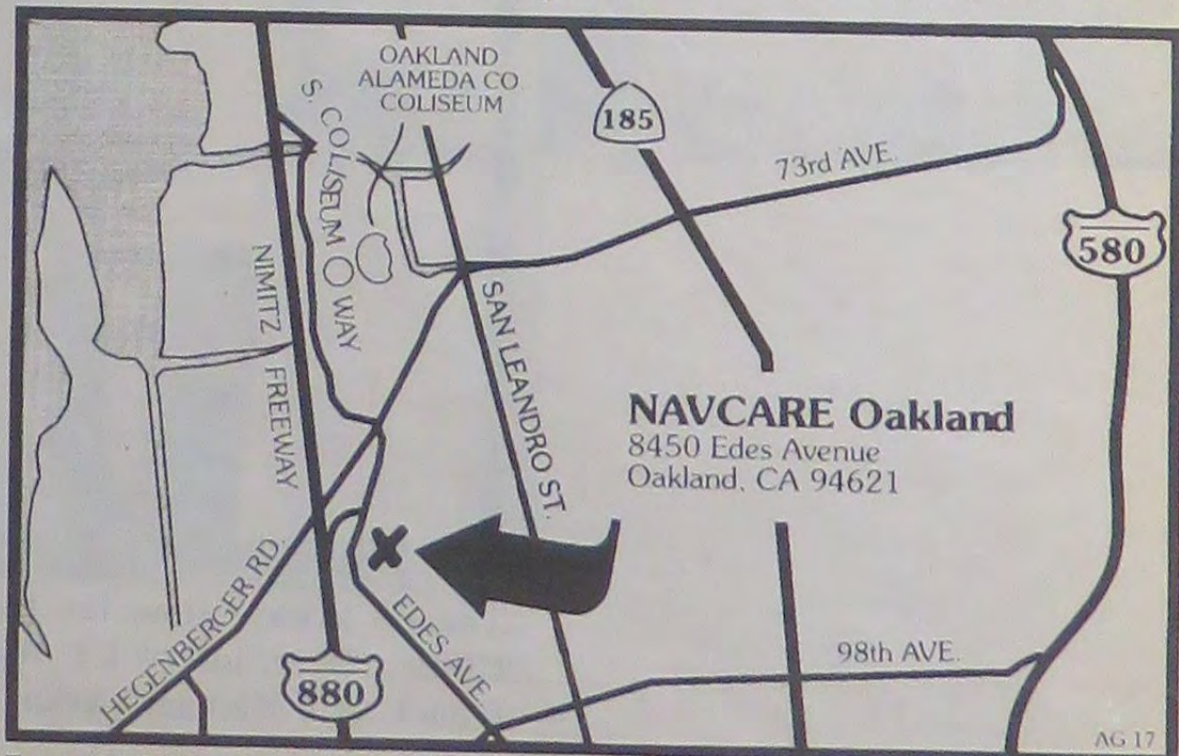 OAKLAND
ALAMEDA CO.
COLISEUM
185
73rd AVE.
580
S. COLISEUM WAY
NIMITZ FREEWAY
SAN LEANDRO ST.
NAVCARE Oakland
8450 Edes Avenue
Oakland, CA 94621
HEGENBERGER RD.
EDES AVE.
98th AVE.
880
AG 17